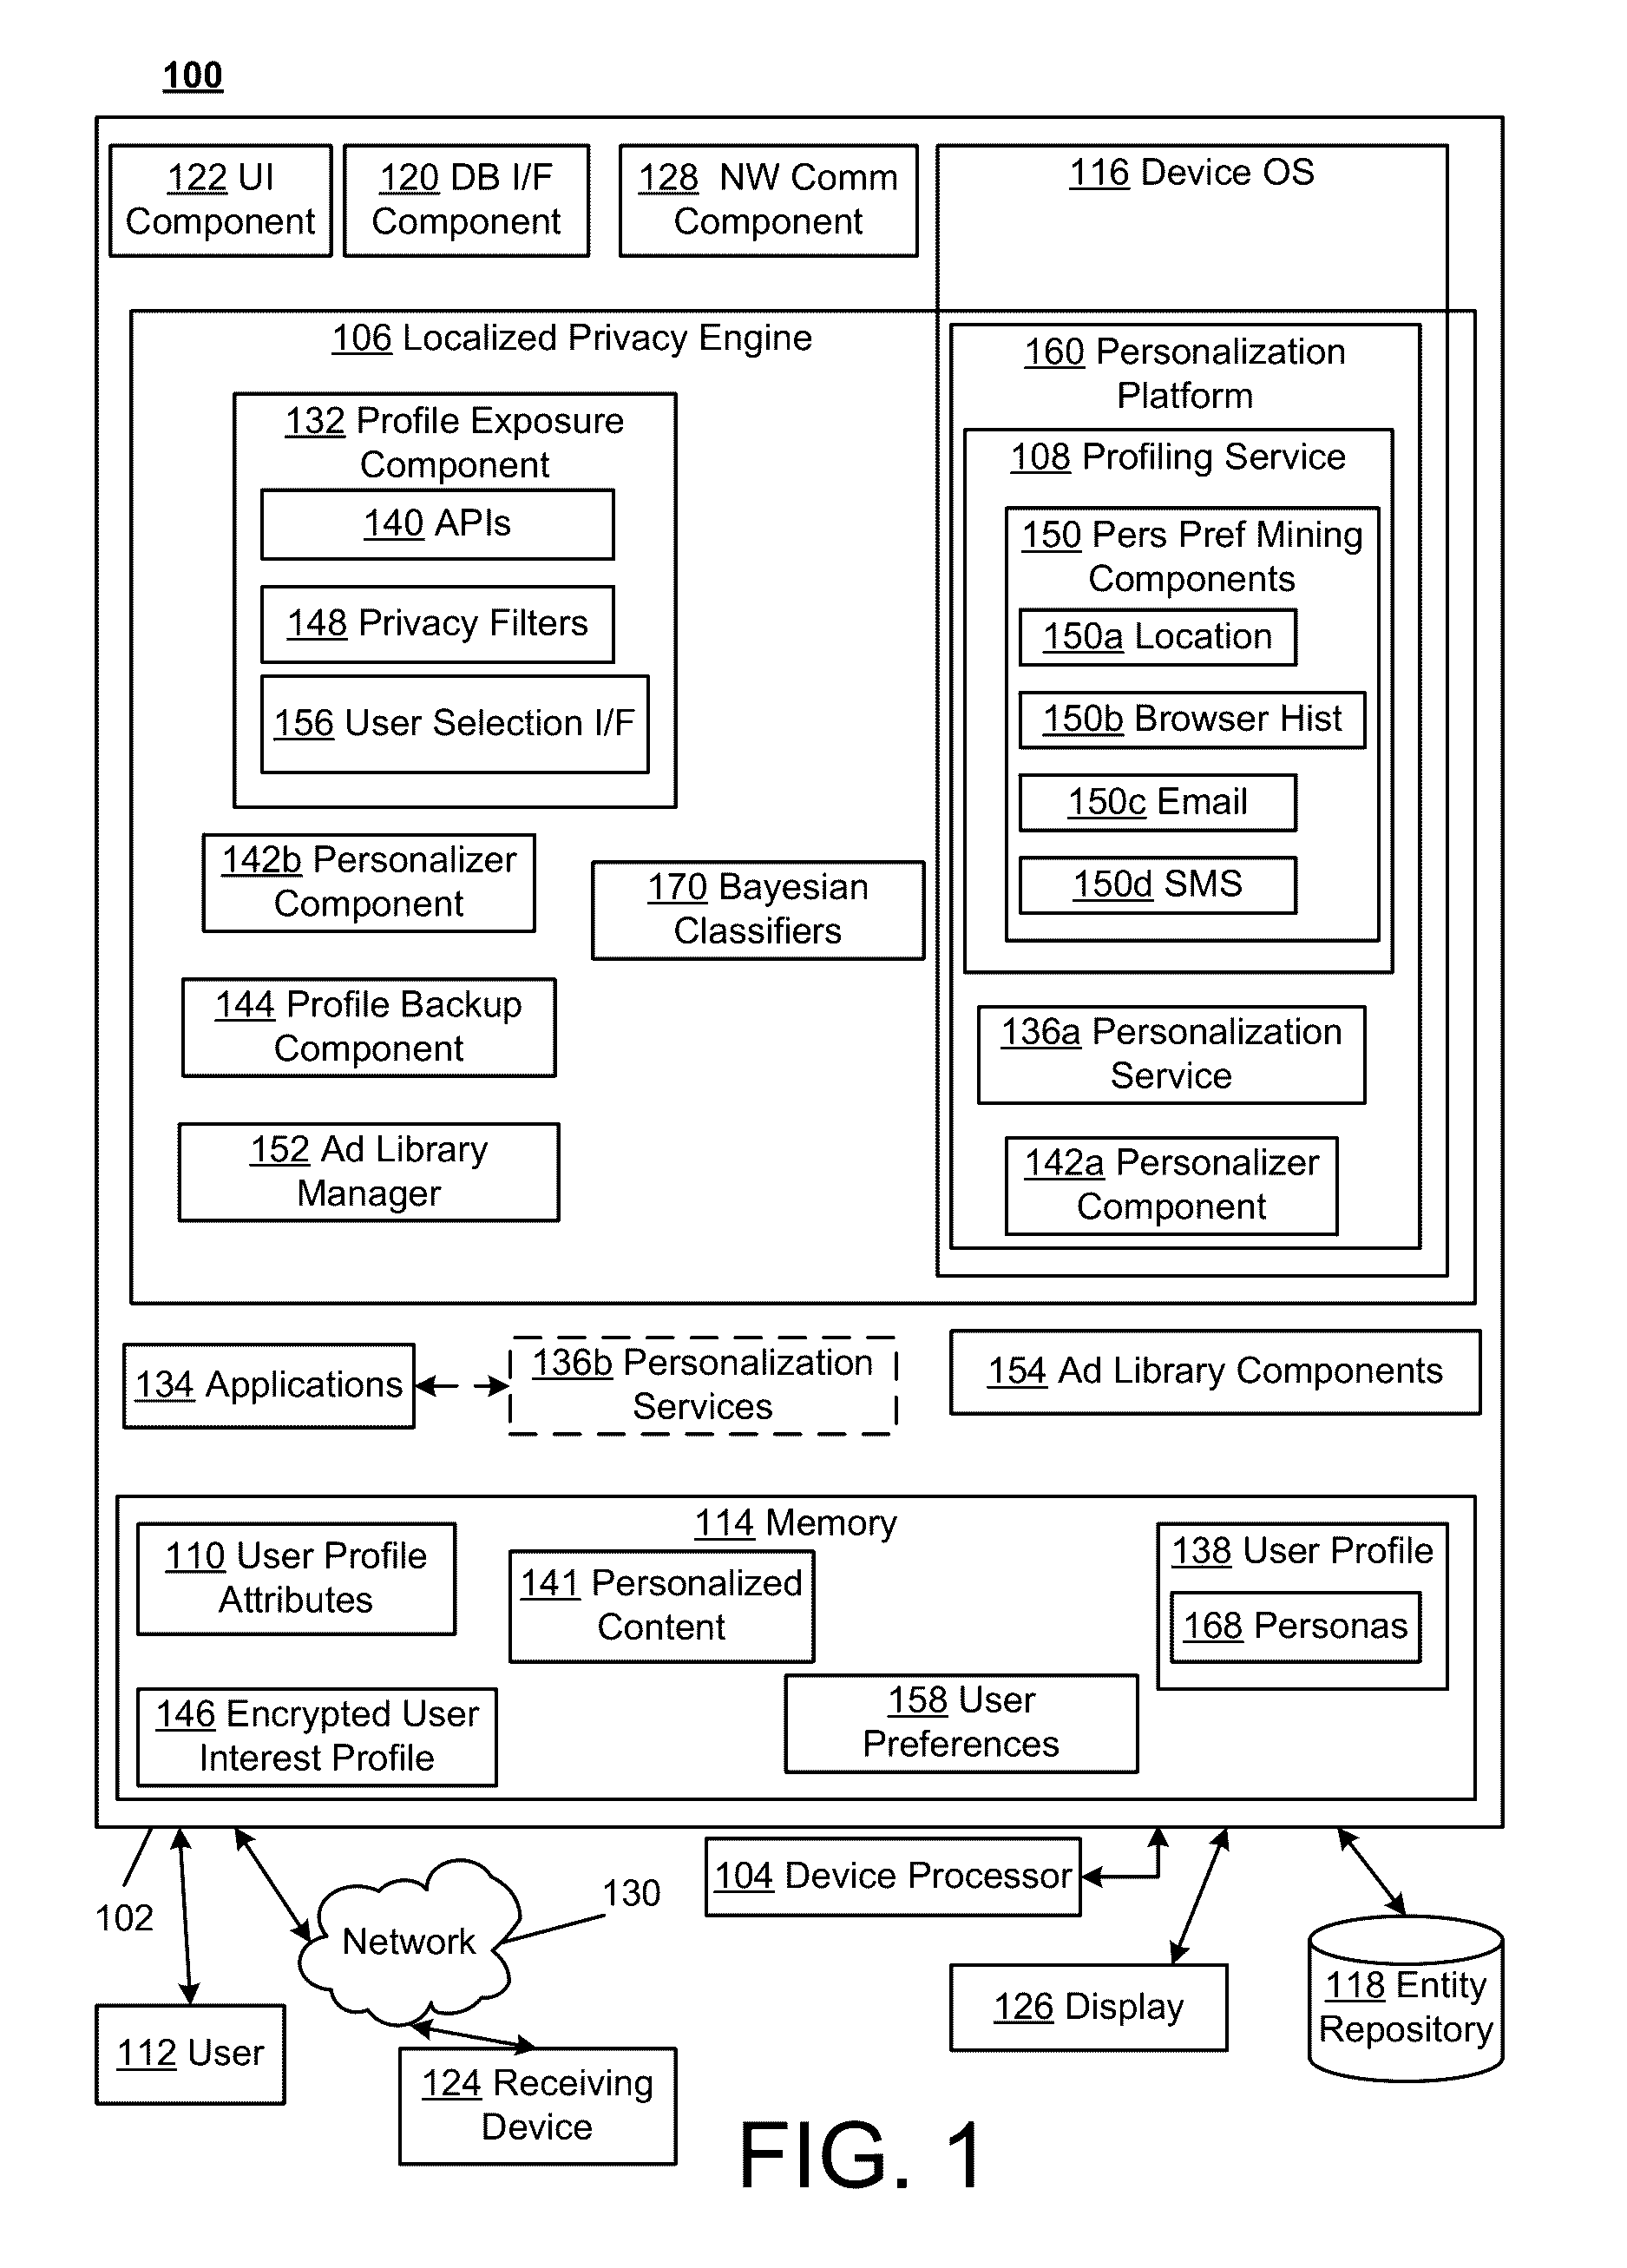 100
122 UI
Component
120 DB I/F
Component
128 NW Comm
Component
116 Device OS
106 Localized Privacy Engine
132 Profile Exposure
Component
140 APIs
148 Privacy Filters
156 User Selection I/F
142b Personalizer
Component
170 Bayesian
Classifiers
144 Profile Backup
Component
152 Ad Library
Manager
160 Personalization
Platform
108 Profiling Service
150 Pers Pref Mining
Components
150a Location
150b Browser Hist
150c Email
150d SMS
136a Personalization
Service
142a Personalizer
Component
134 Applications
136b Personalization
Services
154 Ad Library Components
114 Memory
110 User Profile
Attributes
141 Personalized
Content
138 User Profile
168 Personas
146 Encrypted User
Interest Profile
158 User
Preferences
102
130
Network
104 Device Processor
112 User
124 Receiving
Device
126 Display
118 Entity
Repository
FIG. 1